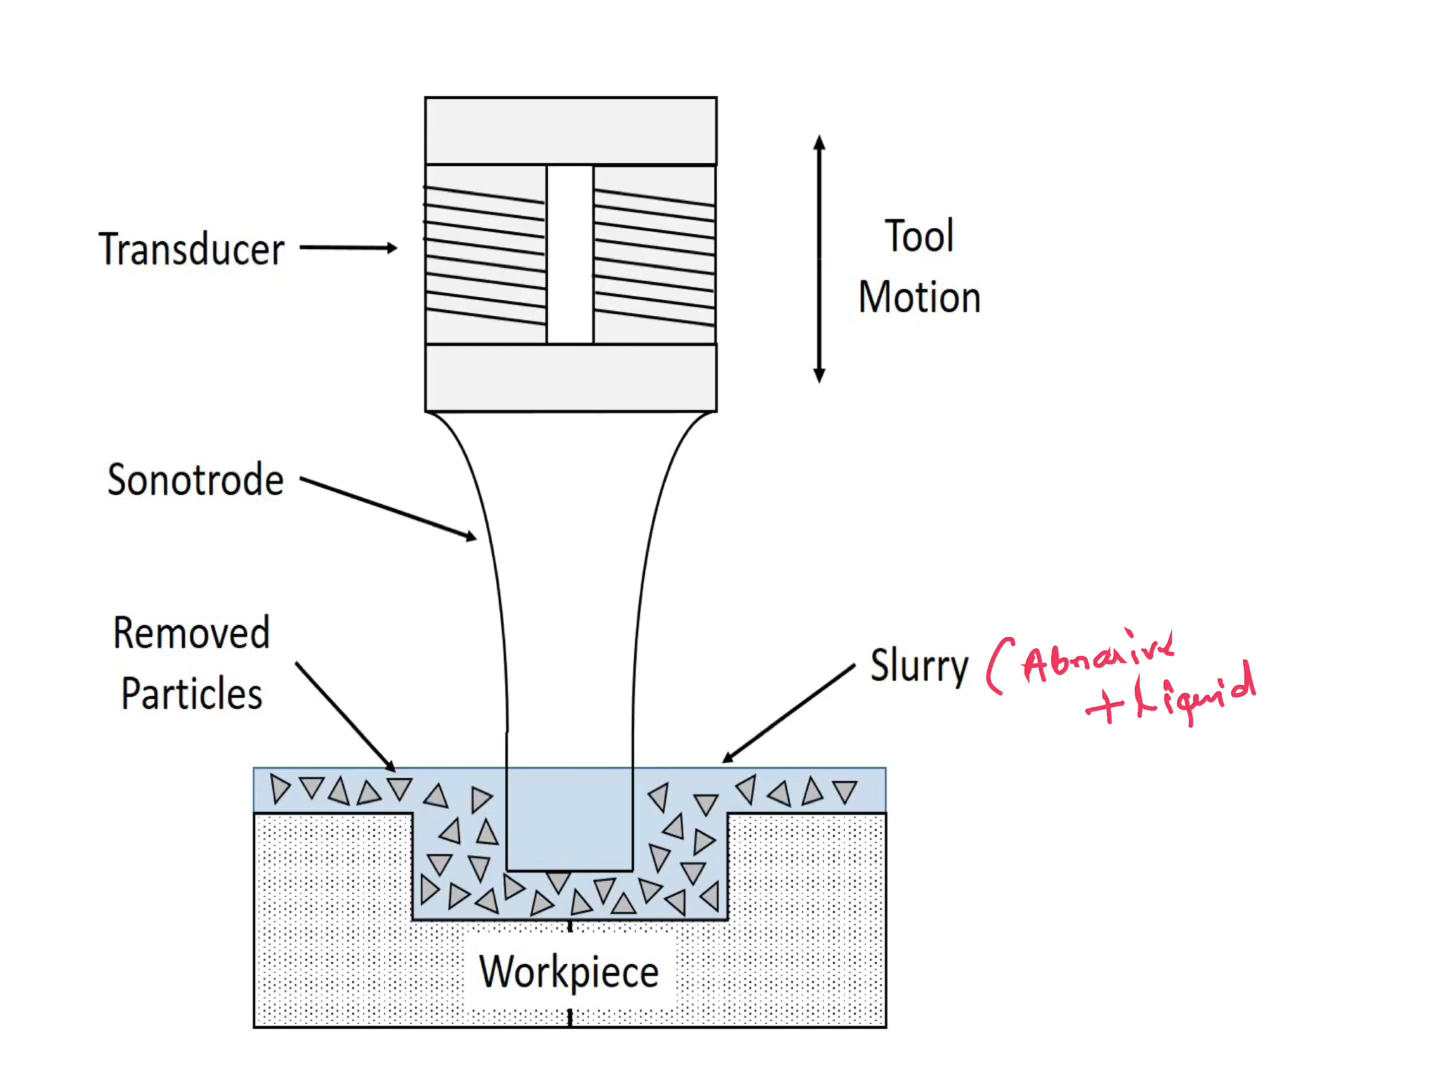 Transducer
Tool
Motion
Sonotrode
Removed
Particles
Slurry (Abrasive
+ Liquid
Workpiece